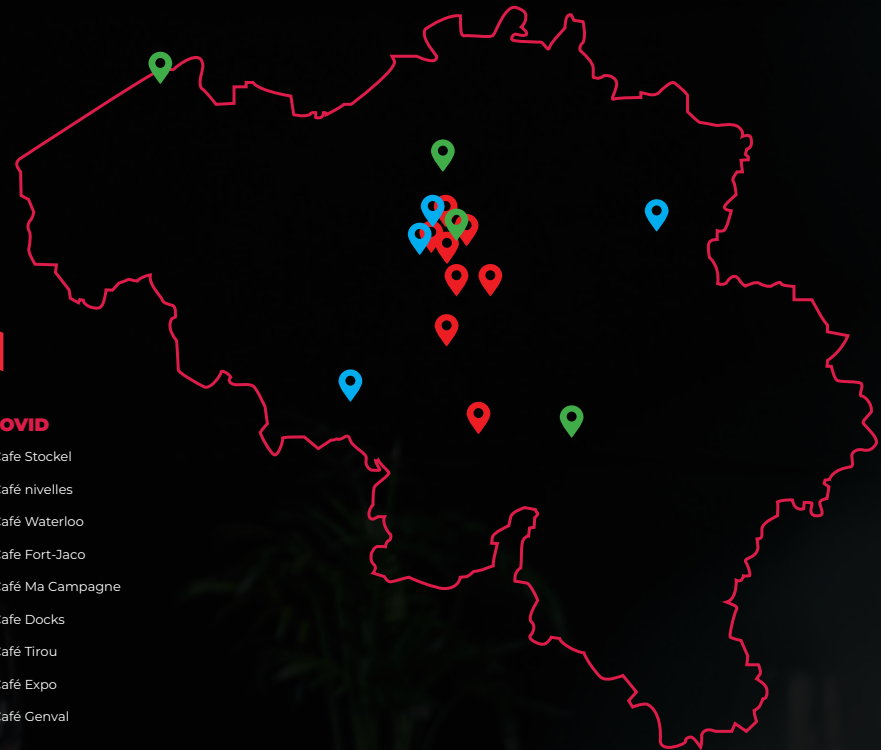 OVID
afe Stockel
afé nivelles
afé Waterloo
afe Fort-Jaco
afé Ma Campagne
afe Docks
afé Tirou
afé Expo
afé Genval